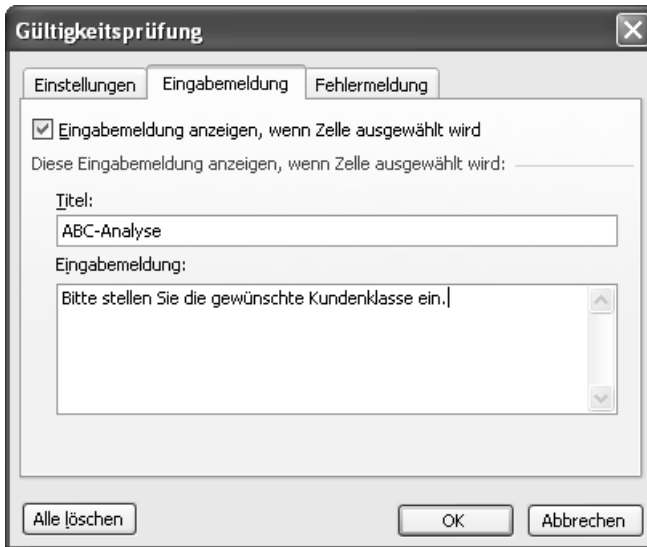 Gültigkeitsprüfung
Einstellungen Eingabemeldung Fehlermeldung
Eingabemeldung anzeigen, wenn Zelle ausgewählt wird
Diese Eingabemeldung anzeigen, wenn Zelle ausgewählt wird:
Titel:
ABC-Analyse
Eingabemeldung:
Bitte stellen Sie die gewünschte Kundenklasse ein.
Alle löschen OK Abbrechen